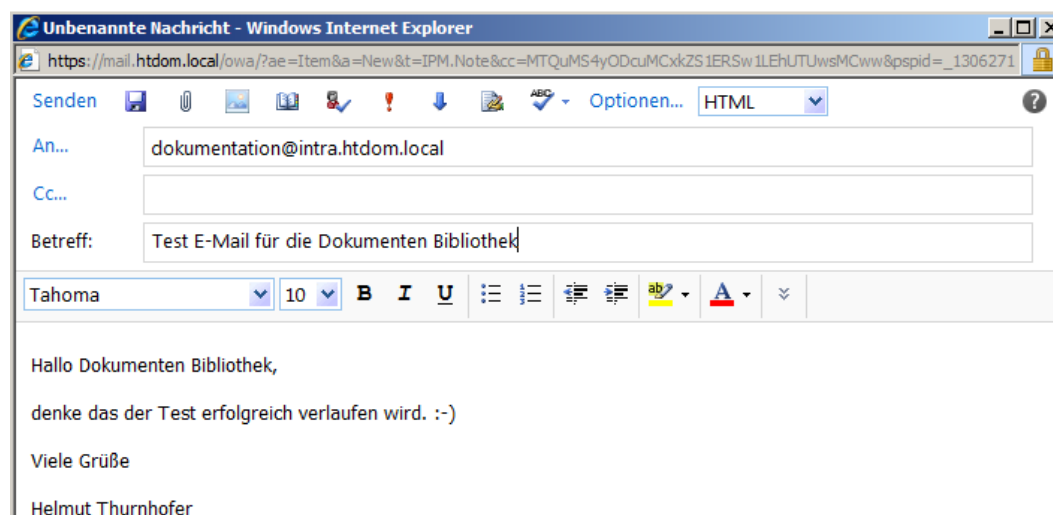 Unbenannte Nachricht - Windows Internet Explorer
https://mail.htdom.local/owa/?ae=Item&a=New&t=IPM.Note&cc=MTQuMS4yODcuMCxkZS1ERSw1LEhUTUwsMCww&pspid=_1306271
Senden ABC Optionen... HTML
An... dokumentation@intra.htdom.local
Cc...
Betreff: Test E-Mail für die Dokumenten Bibliothek
Tahoma 10 B I U ab A
Hallo Dokumenten Bibliothek,
denke das der Test erfolgreich verlaufen wird. :-)
Viele Grüße
Helmut Thurnhofer